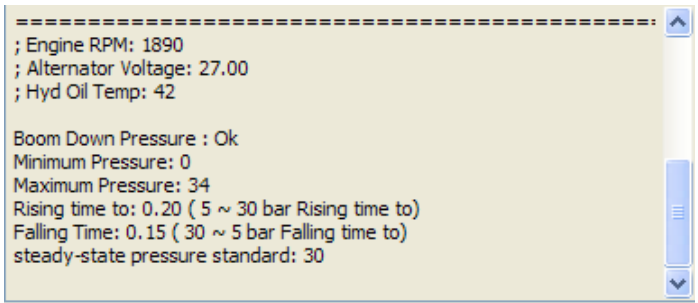 =============================================
; Engine RPM: 1890
; Alternator Voltage: 27.00
; Hyd Oil Temp: 42
Boom Down Pressure : Ok
Minimum Pressure: 0
Maximum Pressure: 34
Rising time to: 0.20 ( 5 ~ 30 bar Rising time to)
Falling Time: 0.15 ( 30 ~ 5 bar Falling time to)
steady-state pressure standard: 30